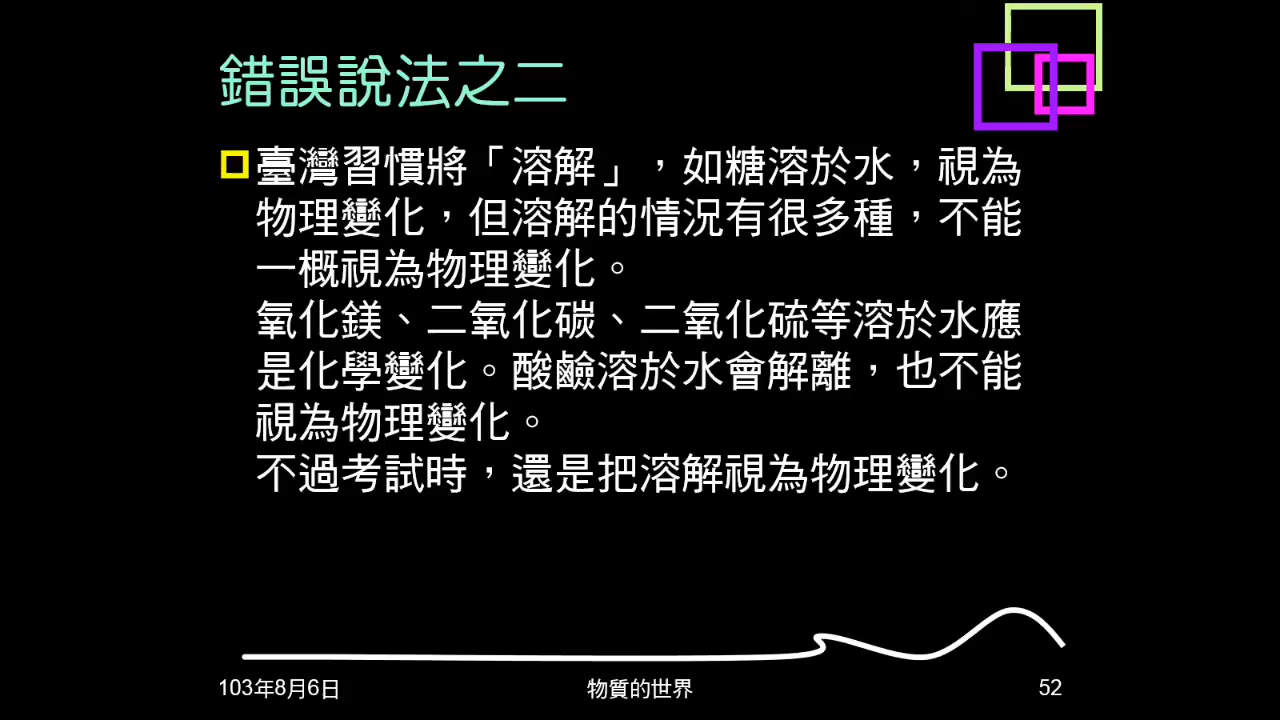 錯誤說法之二
臺灣習慣將「溶解」，如糖溶於水，視為
物理變化，但溶解的情況有很多種，不能
一概視為物理變化。
氧化鎂、二氧化碳、二氧化硫等溶於水應
是化學變化。酸鹼溶於水會解離，也不能
視為物理變化。
不過考試時，還是把溶解視為物理變化。
103年8月6日
物質的世界
52